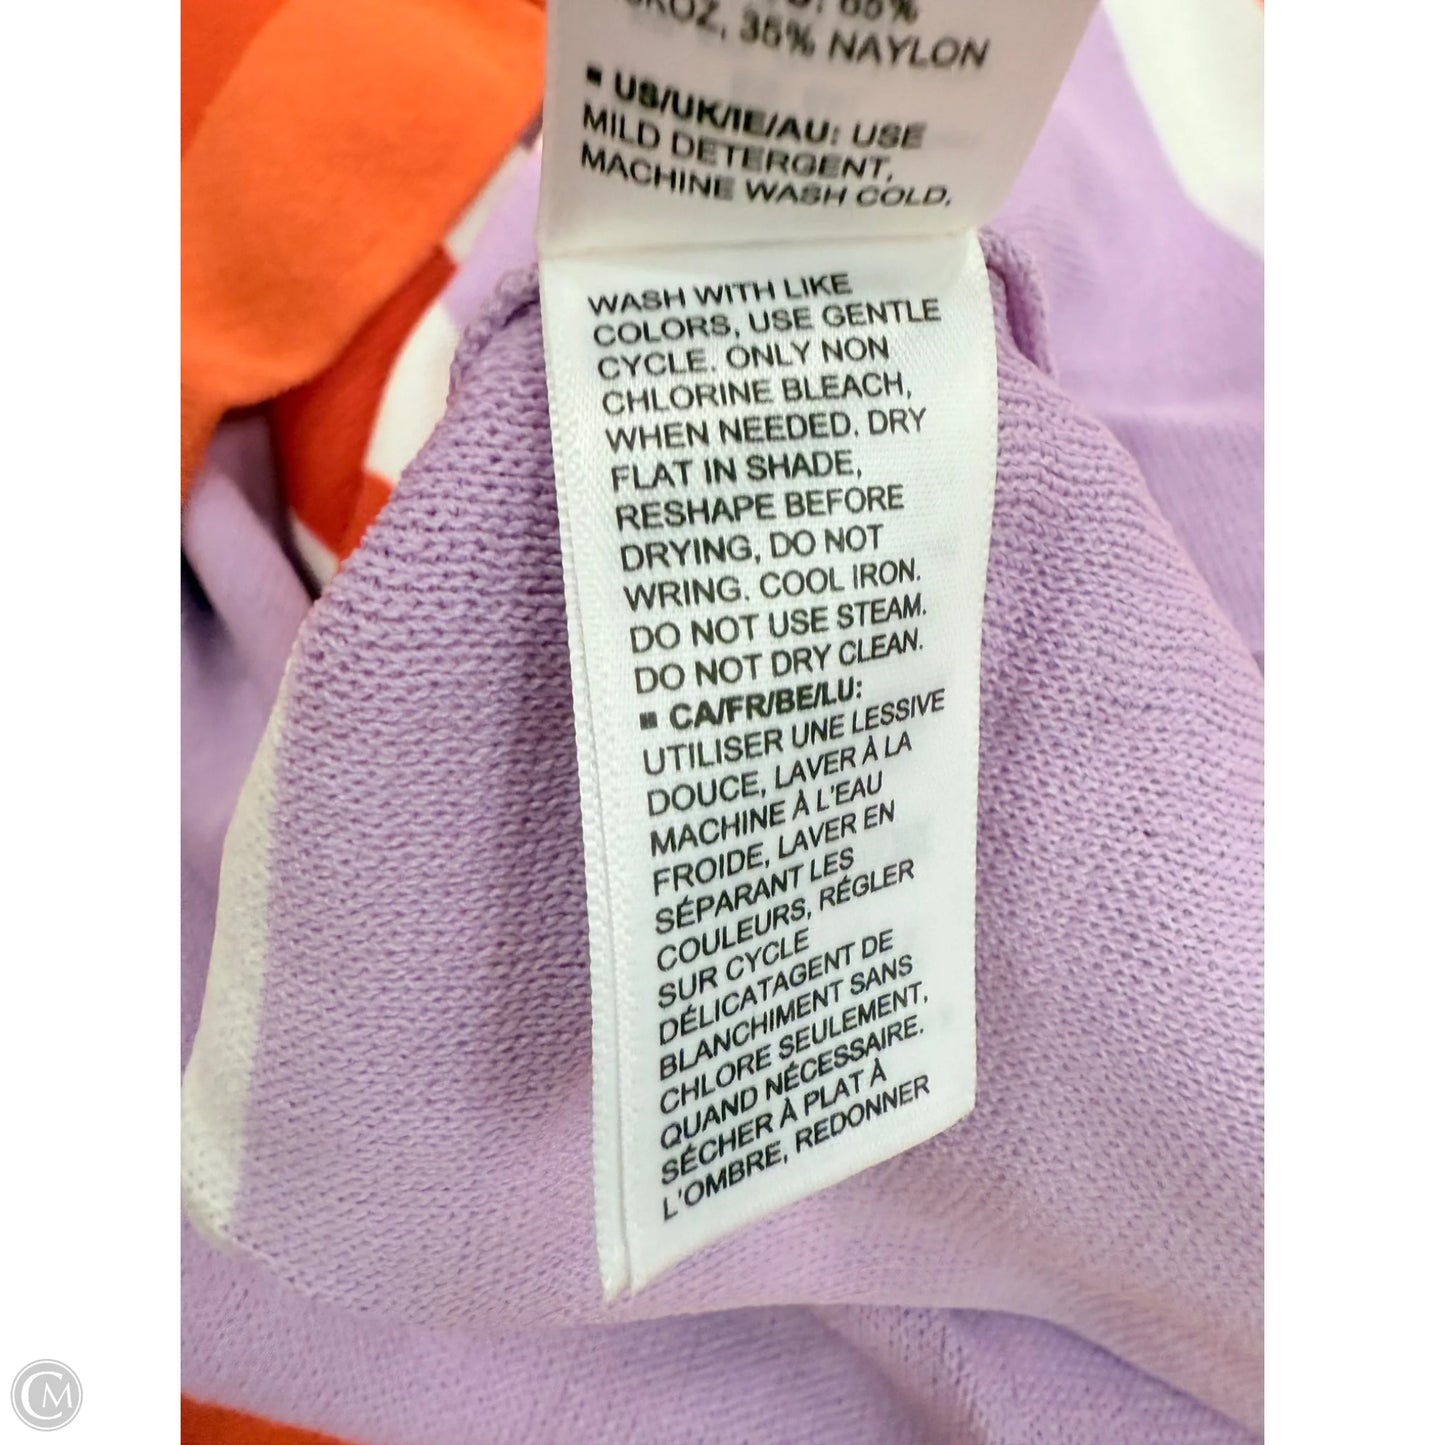 65%
35% NAYLON
■ US/UK/IE/AU: USE
MILD DETERGENT,
MACHINE WASH COLD,
WASH WITH LIKE
COLORS, USE GENTLE
CYCLE. ONLY NON
CHLORINE BLEACH,
WHEN NEEDED. DRY
FLAT IN SHADE,
RESHAPE BEFORE
DRYING, DO NOT
WRING. COOL IRON.
DO NOT USE STEAM.
DO NOT DRY CLEAN.
■ CA/FR/BE/LU:
UTILISER UNE LESSIVE
DOUCE, LAVER À LA
MACHINE À L'EAU
FROIDE, LAVER EN
SÉPARANT LES
COULEURS, RÉGLER
SUR CYCLE
DÉLICATAGENT DE
BLANCHIMENT SANS
CHLORE SEULEMENT,
QUAND NÉCESSAIRE.
SÉCHER À PLAT À
L'OMBRE, REDONNER
CM